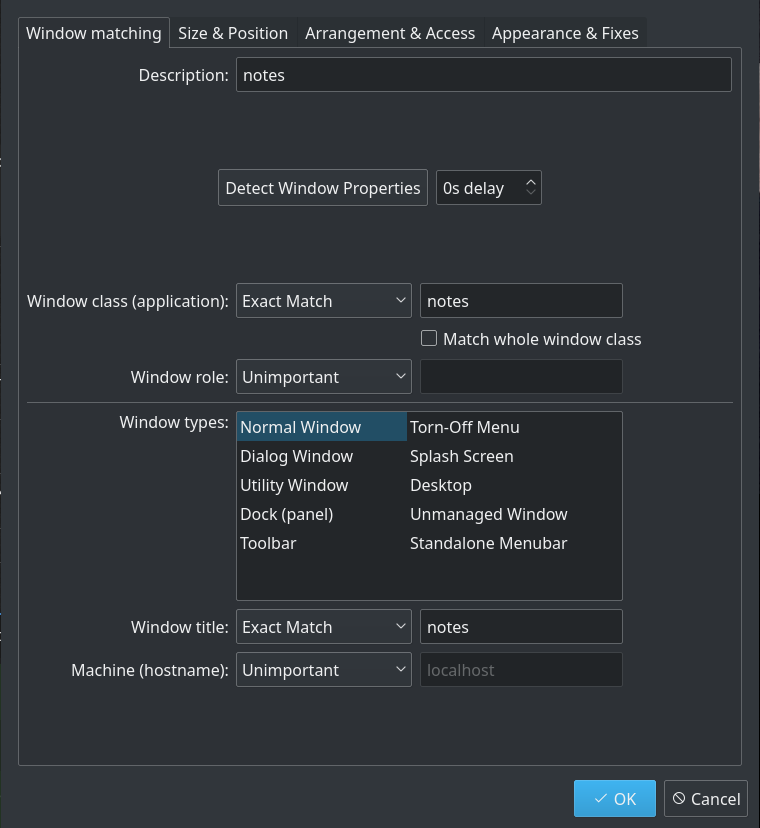 Window matching Size & Position Arrangement & Access Appearance & Fixes
Description: notes
Detect Window Properties 0s delay
Window class (application): Exact Match notes
Match whole window class
Window role: Unimportant
Window types: Normal Window Torn-Off Menu
Dialog Window Splash Screen
Utility Window Desktop
Dock (panel) Unmanaged Window
Toolbar Standalone Menubar
Window title: Exact Match notes
Machine (hostname): Unimportant localhost
OK Cancel